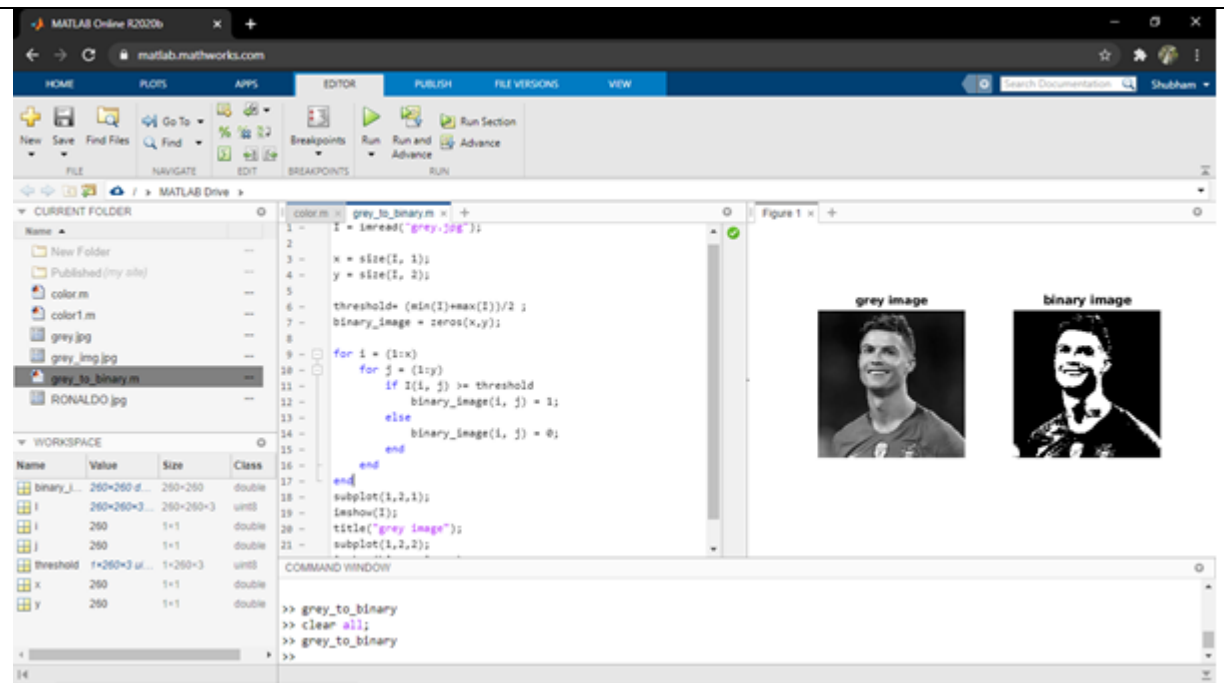 MATLAB Online R2020b
matlab.mathworks.com
HOME PLOTS APPS EDITOR PUBLISH FILE VERSIONS VIEW Search Documentation Shubham
New Save Find Files Go To Find Breakpoints Run Run and Advance Run Section Advance
FILE NAVIGATE EDIT BREAKPOINTS RUN
/ MATLAB Drive
CURRENT FOLDER
Name
New Folder
Published (my site)
color.m
color1.m
grey.jpg
grey_img.jpg
grey_to_binary.m
RONALDO.jpg
WORKSPACE
Name Value Size Class
binary_i... 260×260 d... 260×260 double
I 260×260×3... 260×260×3 uint8
i 260 1×1 double
j 260 1×1 double
threshold 1×260×3 ui... 1×260×3 uint8
x 260 1×1 double
y 260 1×1 double
color.m grey_to_binary.m
1 I = imread("grey.jpg");
2
3 x = size(I, 1);
4 y = size(I, 2);
5
6 threshold= (min(I)+max(I))/2 ;
7 binary_image = zeros(x,y);
8
9 for i = (1:x)
10 for j = (1:y)
11 if I(i, j) >= threshold
12 binary_image(i, j) = 1;
13 else
14 binary_image(i, j) = 0;
15 end
16 end
17 end
18 subplot(1,2,1);
19 imshow(I);
20 title("grey image");
21 subplot(1,2,2);
Figure 1
grey image binary image
COMMAND WINDOW
>> grey_to_binary
>> clear all;
>> grey_to_binary
>>